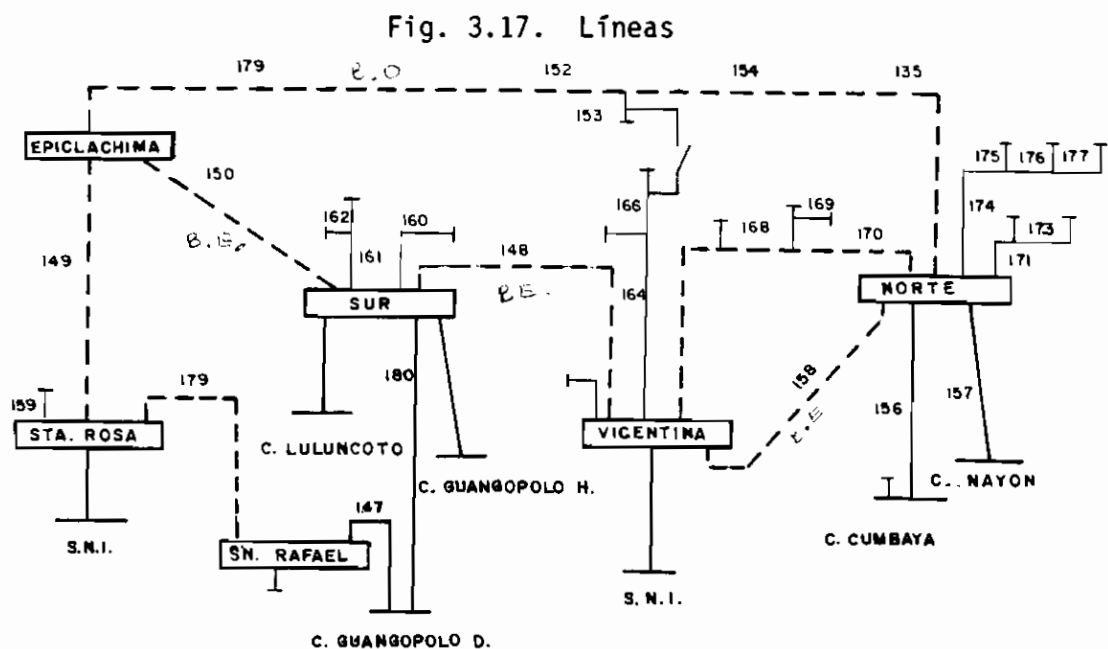 Fig. 3.17. Líneas
179 152 154 135
153
EPICLACHIMA
150
175 176 177
162 160
166
169
168 170
174
173
171
149
161
148
164
SUR
NORTE
180
158
156 157
179
159
STA. ROSA
VICENTINA
C. LULUNCOTO
C. GUANGOPOLO H.
C.. NAYON
147
S.N.I.
SN. RAFAEL
C. CUMBAYA
S.N.I.
C. GUANGOPOLO D.
B.E.